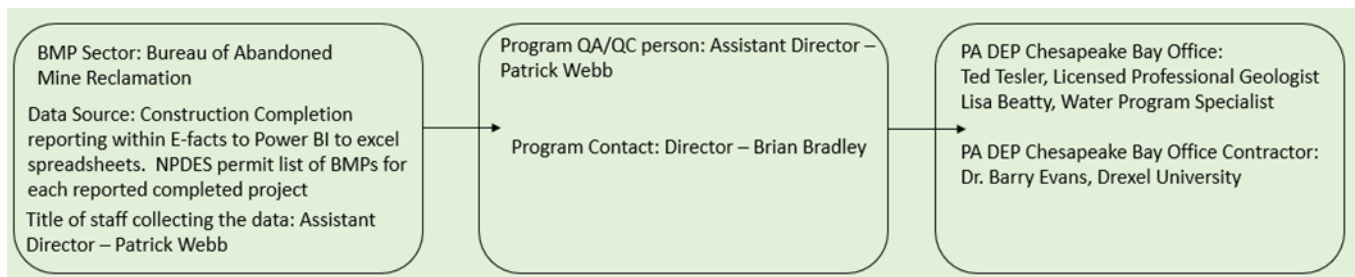 BMP Sector: Bureau of Abandoned
Mine Reclamation
Data Source: Construction Completion
reporting within E-facts to Power BI to excel
spreadsheets.  NPDES permit list of BMPs for
each reported completed project
Title of staff collecting the data: Assistant
Director – Patrick Webb
Program QA/QC person: Assistant Director –
Patrick Webb
Program Contact: Director – Brian Bradley
PA DEP Chesapeake Bay Office:
Ted Tesler, Licensed Professional Geologist
Lisa Beatty, Water Program Specialist
PA DEP Chesapeake Bay Office Contractor:
Dr. Barry Evans, Drexel University